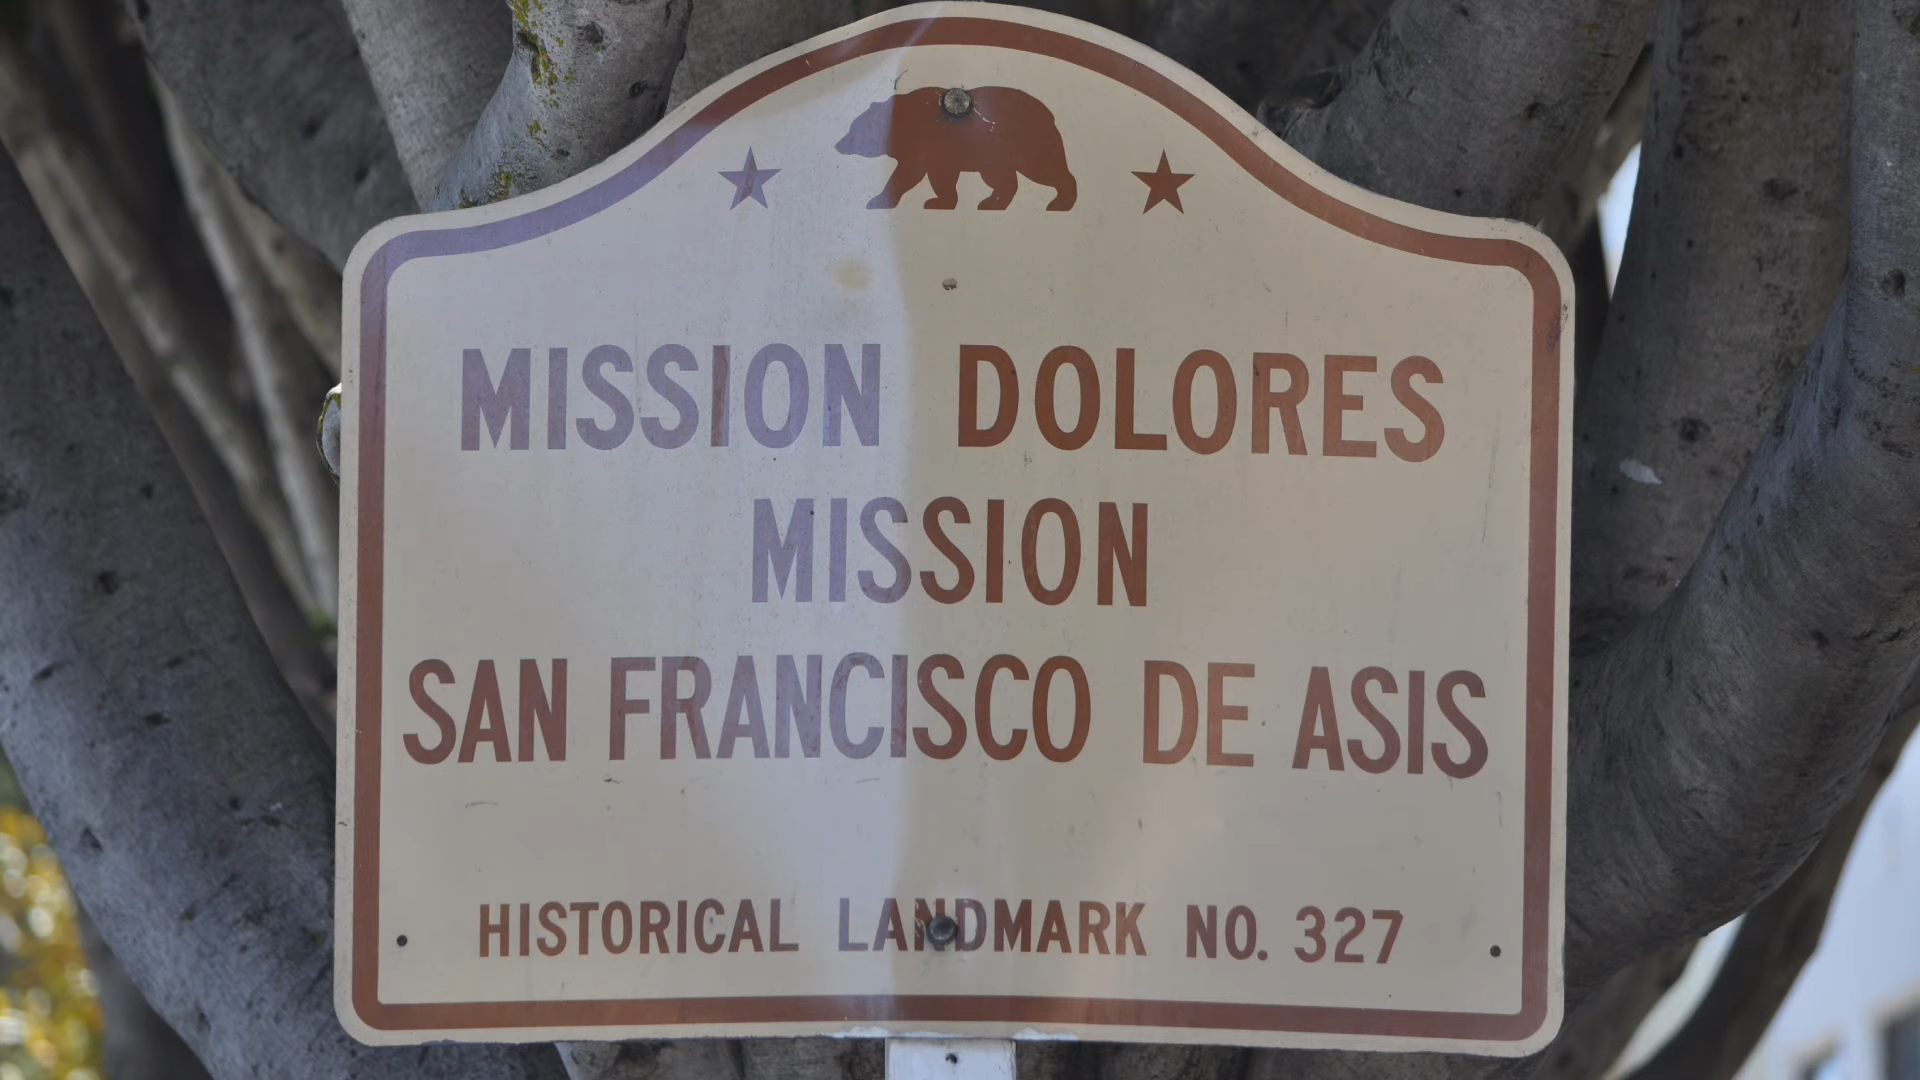 MISSION DOLORES
MISSION
SAN FRANCISCO DE ASIS
HISTORICAL LANDMARK NO. 327